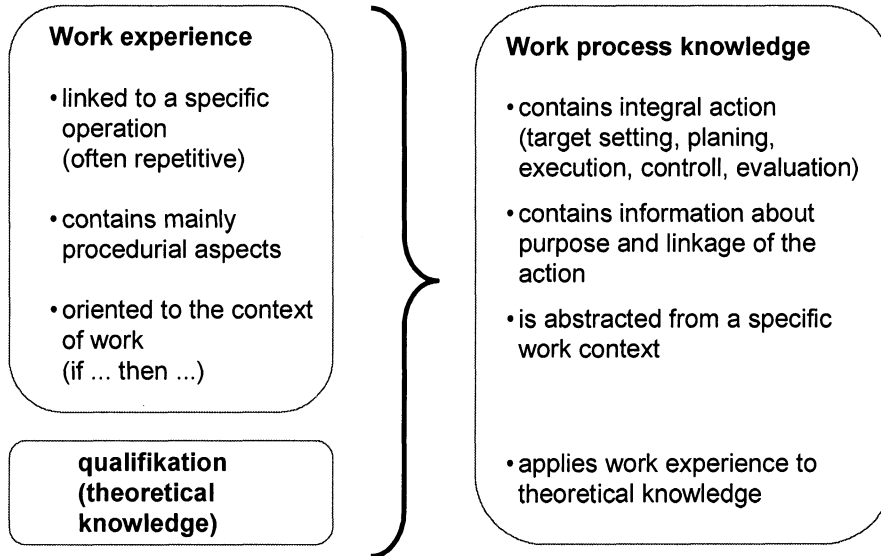 Work experience
• linked to a specific
operation
(often repetitive)
• contains mainly
procedurial aspects
• oriented to the context
of work
(if ... then ...)
qualifikation
(theoretical
knowledge)
Work process knowledge
• contains integral action
(target setting, planing,
execution, controll, evaluation)
• contains information about
purpose and linkage of the
action
• is abstracted from a specific
work context
• applies work experience to
theoretical knowledge